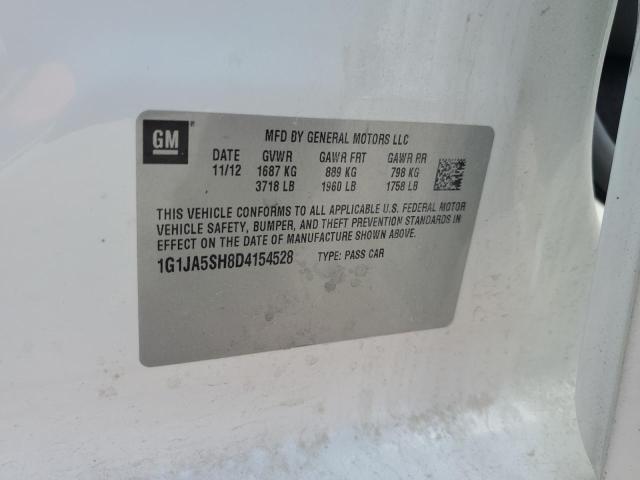 GM
MFD BY GENERAL MOTORS LLC
DATE GVWR GAWR FRT GAWR RR
11/12 1687 KG 889 KG 798 KG
3718 LB 1960 LB 1758 LB
THIS VEHICLE CONFORMS TO ALL APPLICABLE U.S. FEDERAL MOTOR
VEHICLE SAFETY, BUMPER, AND THEFT PREVENTION STANDARDS IN
EFFECT ON THE DATE OF MANUFACTURE SHOWN ABOVE.
1G1JA5SH8D4154528 TYPE: PASS CAR